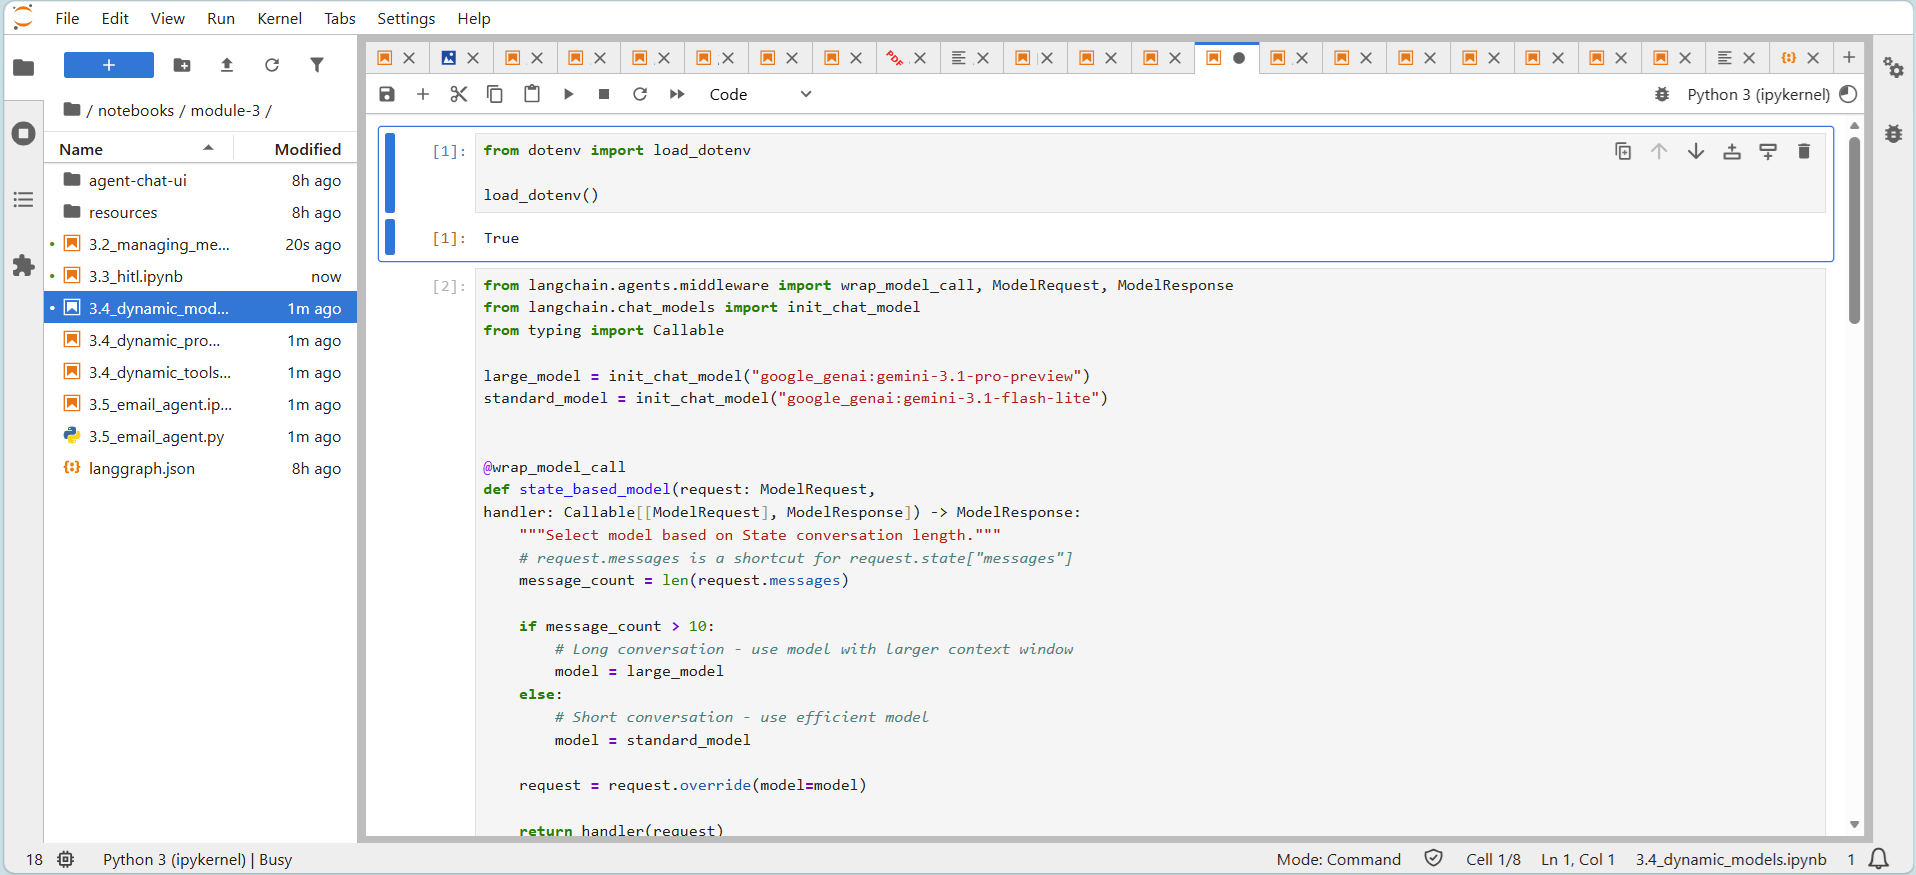 File Edit View Run Kernel Tabs Settings Help
+
/ notebooks / module-3 /
Name Modified
agent-chat-ui 8h ago
resources 8h ago
3.2_managing_me... 20s ago
3.3_hitl.ipynb now
3.4_dynamic_mod... 1m ago
3.4_dynamic_pro... 1m ago
3.4_dynamic_tools... 1m ago
3.5_email_agent.ip... 1m ago
3.5_email_agent.py 1m ago
langgraph.json 8h ago
Code
Python 3 (ipykernel)
[1]: from dotenv import load_dotenv
load_dotenv()
[1]: True
[2]: from langchain.agents.middleware import wrap_model_call, ModelRequest, ModelResponse
from langchain.chat_models import init_chat_model
from typing import Callable
large_model = init_chat_model("google_genai:gemini-3.1-pro-preview")
standard_model = init_chat_model("google_genai:gemini-3.1-flash-lite")
@wrap_model_call
def state_based_model(request: ModelRequest,
handler: Callable[[ModelRequest], ModelResponse]) -> ModelResponse:
"""Select model based on State conversation length."""
# request.messages is a shortcut for request.state["messages"]
message_count = len(request.messages)
if message_count > 10:
# Long conversation - use model with larger context window
model = large_model
else:
# Short conversation - use efficient model
model = standard_model
request = request.override(model=model)
return handler(request)
18 Python 3 (ipykernel) | Busy Mode: Command Cell 1/8 Ln 1, Col 1 3.4_dynamic_models.ipynb 1